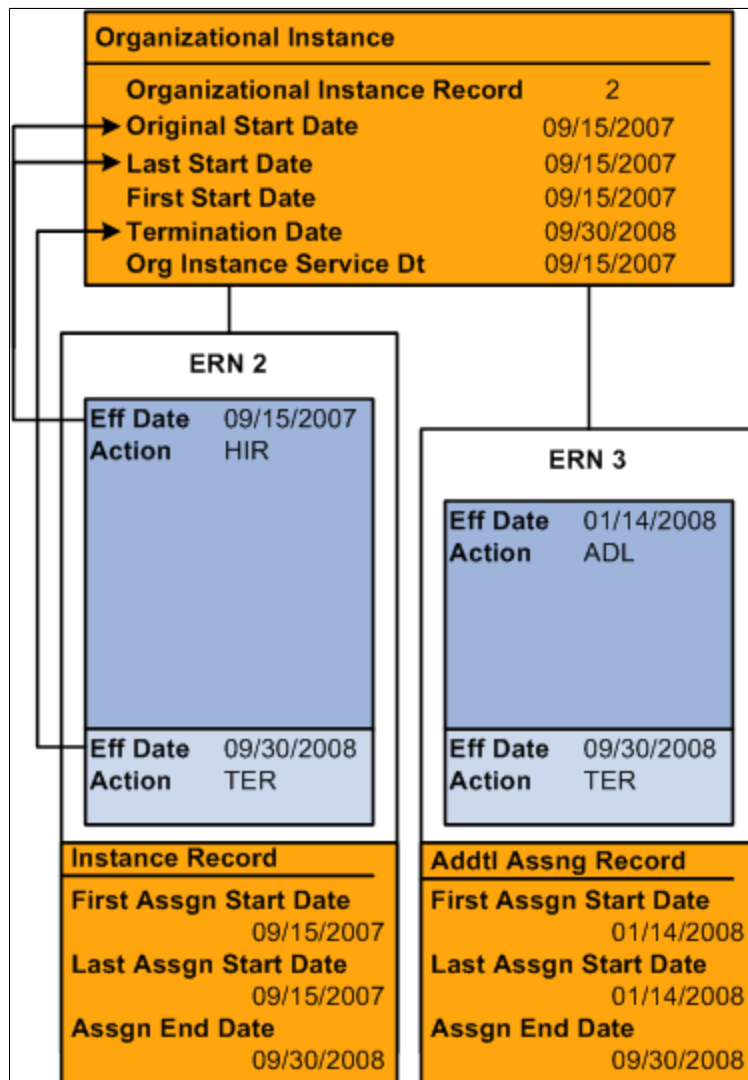 Organizational Instance
Organizational Instance Record 2
Original Start Date 09/15/2007
Last Start Date 09/15/2007
First Start Date 09/15/2007
Termination Date 09/30/2008
Org Instance Service Dt 09/15/2007
ERN 2
Eff Date 09/15/2007
Action HIR
Eff Date 09/30/2008
Action TER
Instance Record
First Assgn Start Date
09/15/2007
Last Assgn Start Date
09/15/2007
Assgn End Date
09/30/2008
ERN 3
Eff Date 01/14/2008
Action ADL
Eff Date 09/30/2008
Action TER
Addtl Assng Record
First Assgn Start Date
01/14/2008
Last Assgn Start Date
01/14/2008
Assgn End Date
09/30/2008